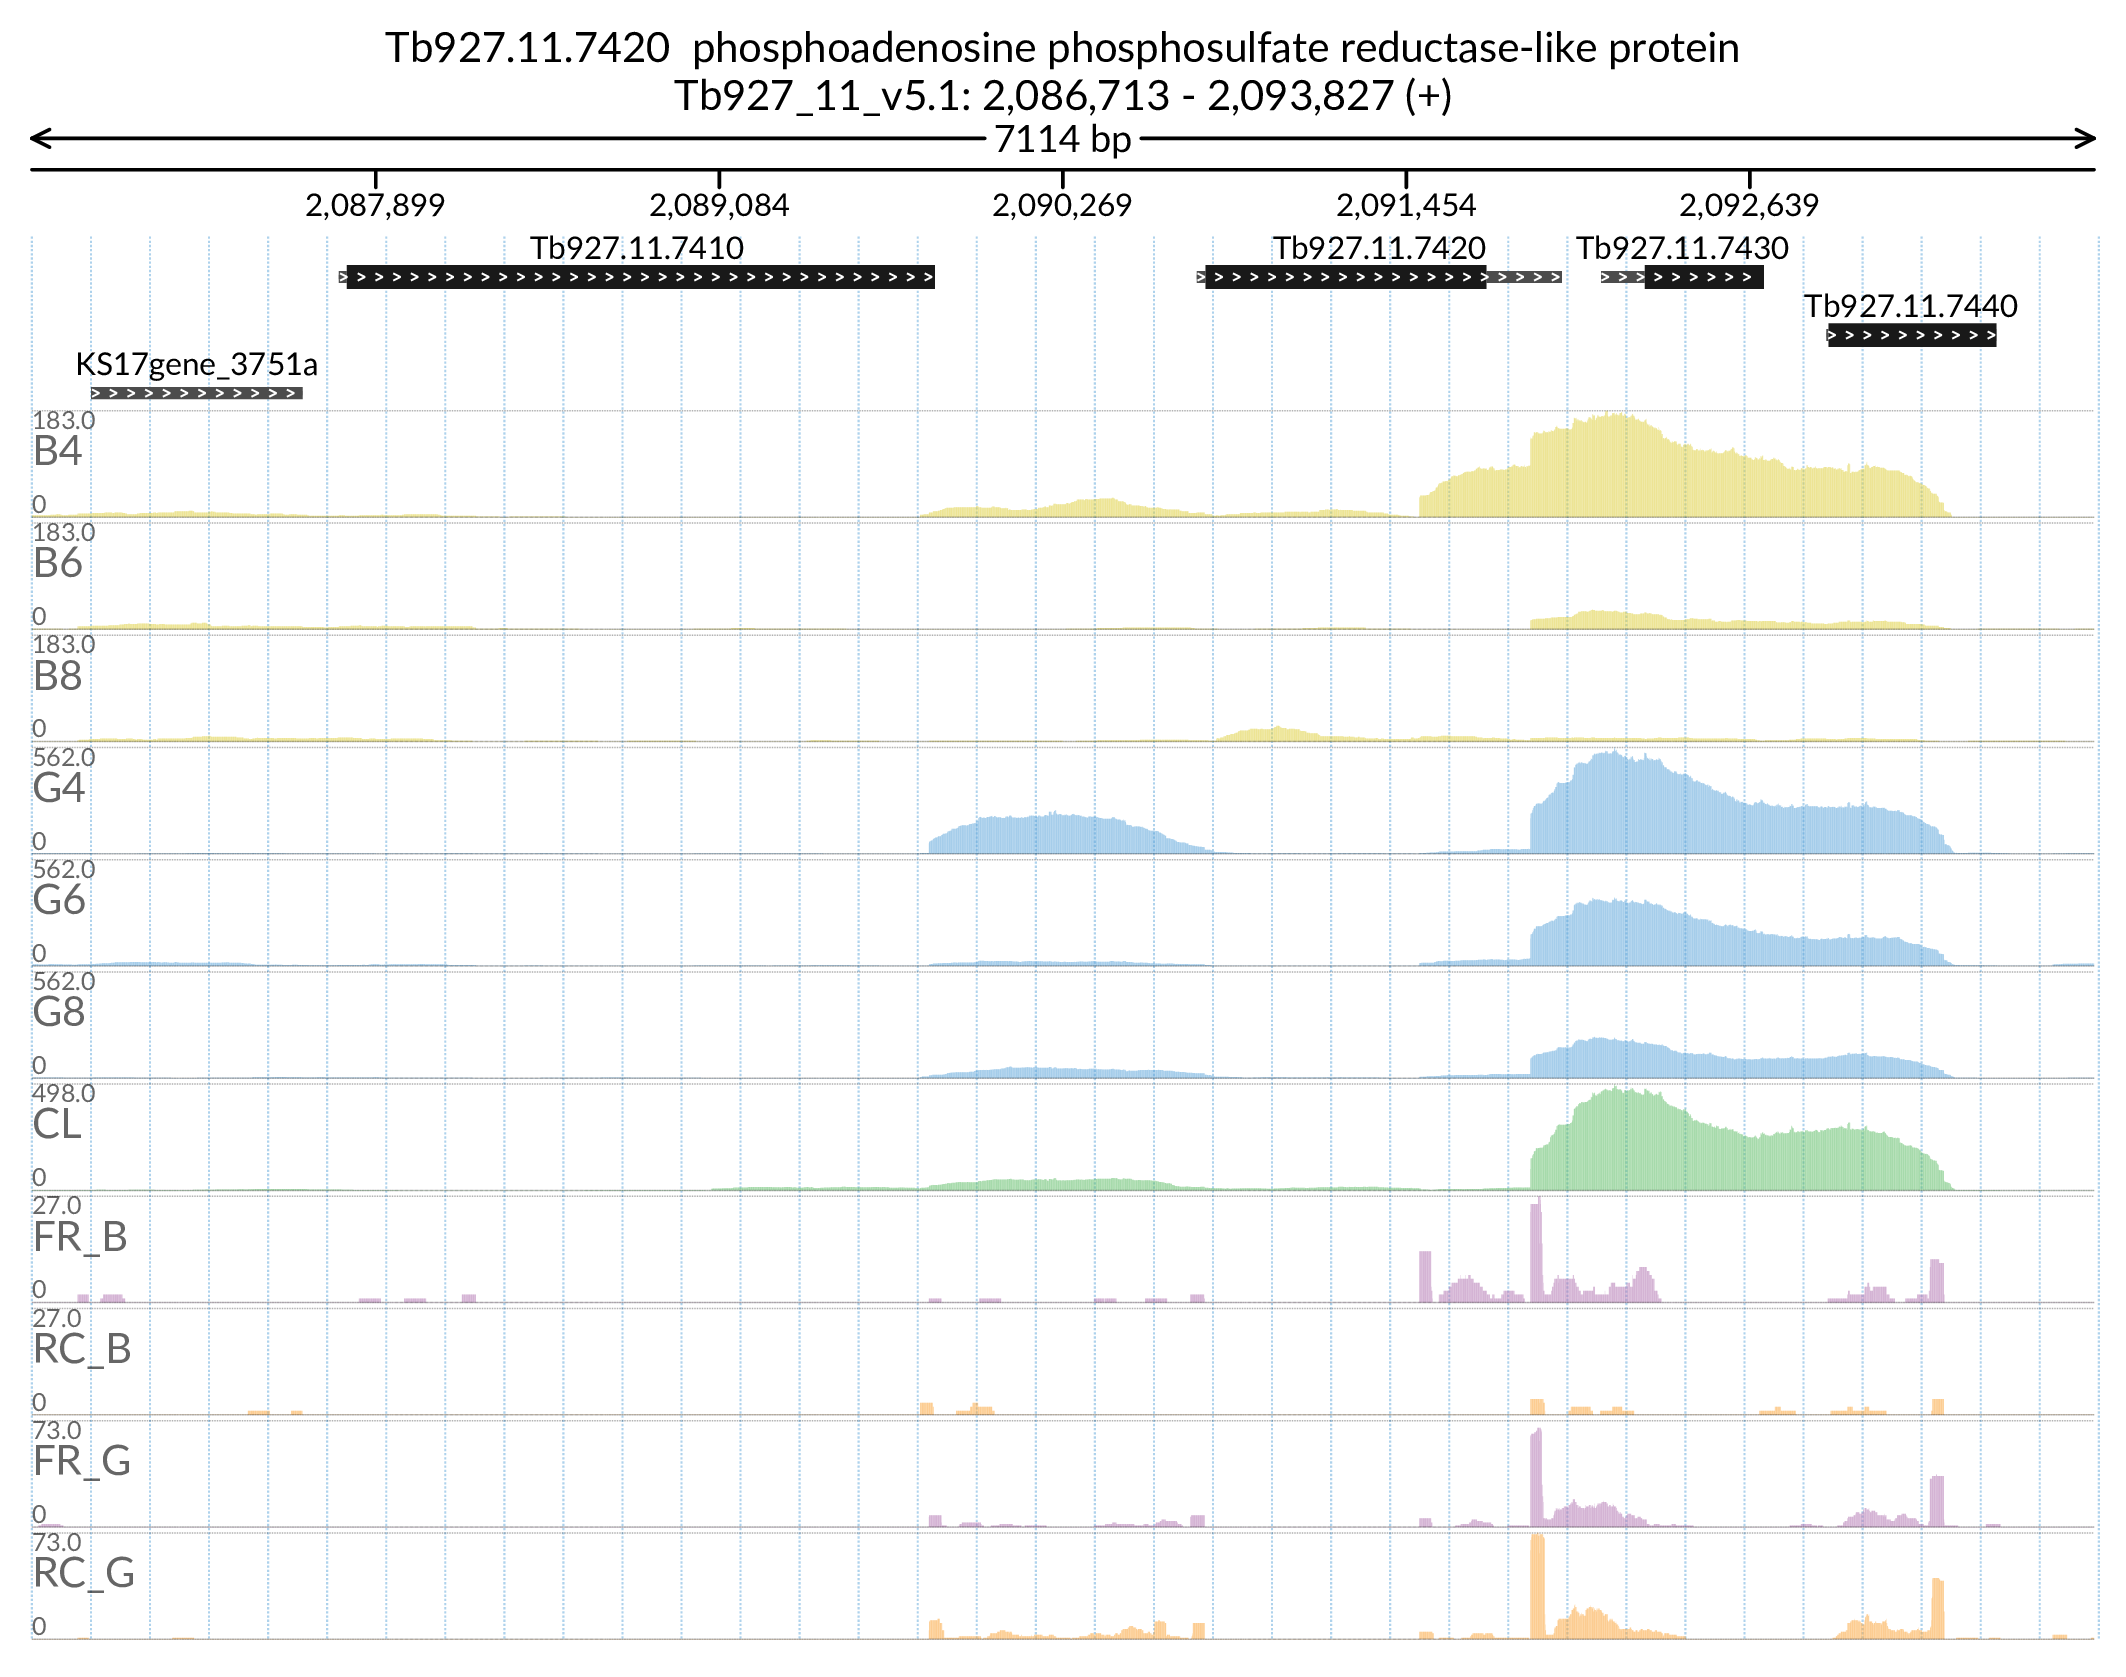 Tb927.11.7420  phosphoadenosine phosphosulfate reductase-like protein
Tb927_11_v5.1: 2,086,713 - 2,093,827 (+)
7114 bp
2,087,899 2,089,084 2,090,269 2,091,454 2,092,639
Tb927.11.7410 Tb927.11.7420 Tb927.11.7430
Tb927.11.7440
KS17gene_3751a
183.0
B4
0
183.0
B6
0
183.0
B8
0
562.0
G4
0
562.0
G6
0
562.0
G8
0
498.0
CL
0
27.0
FR_B
0
27.0
RC_B
0
73.0
FR_G
0
73.0
RC_G
0